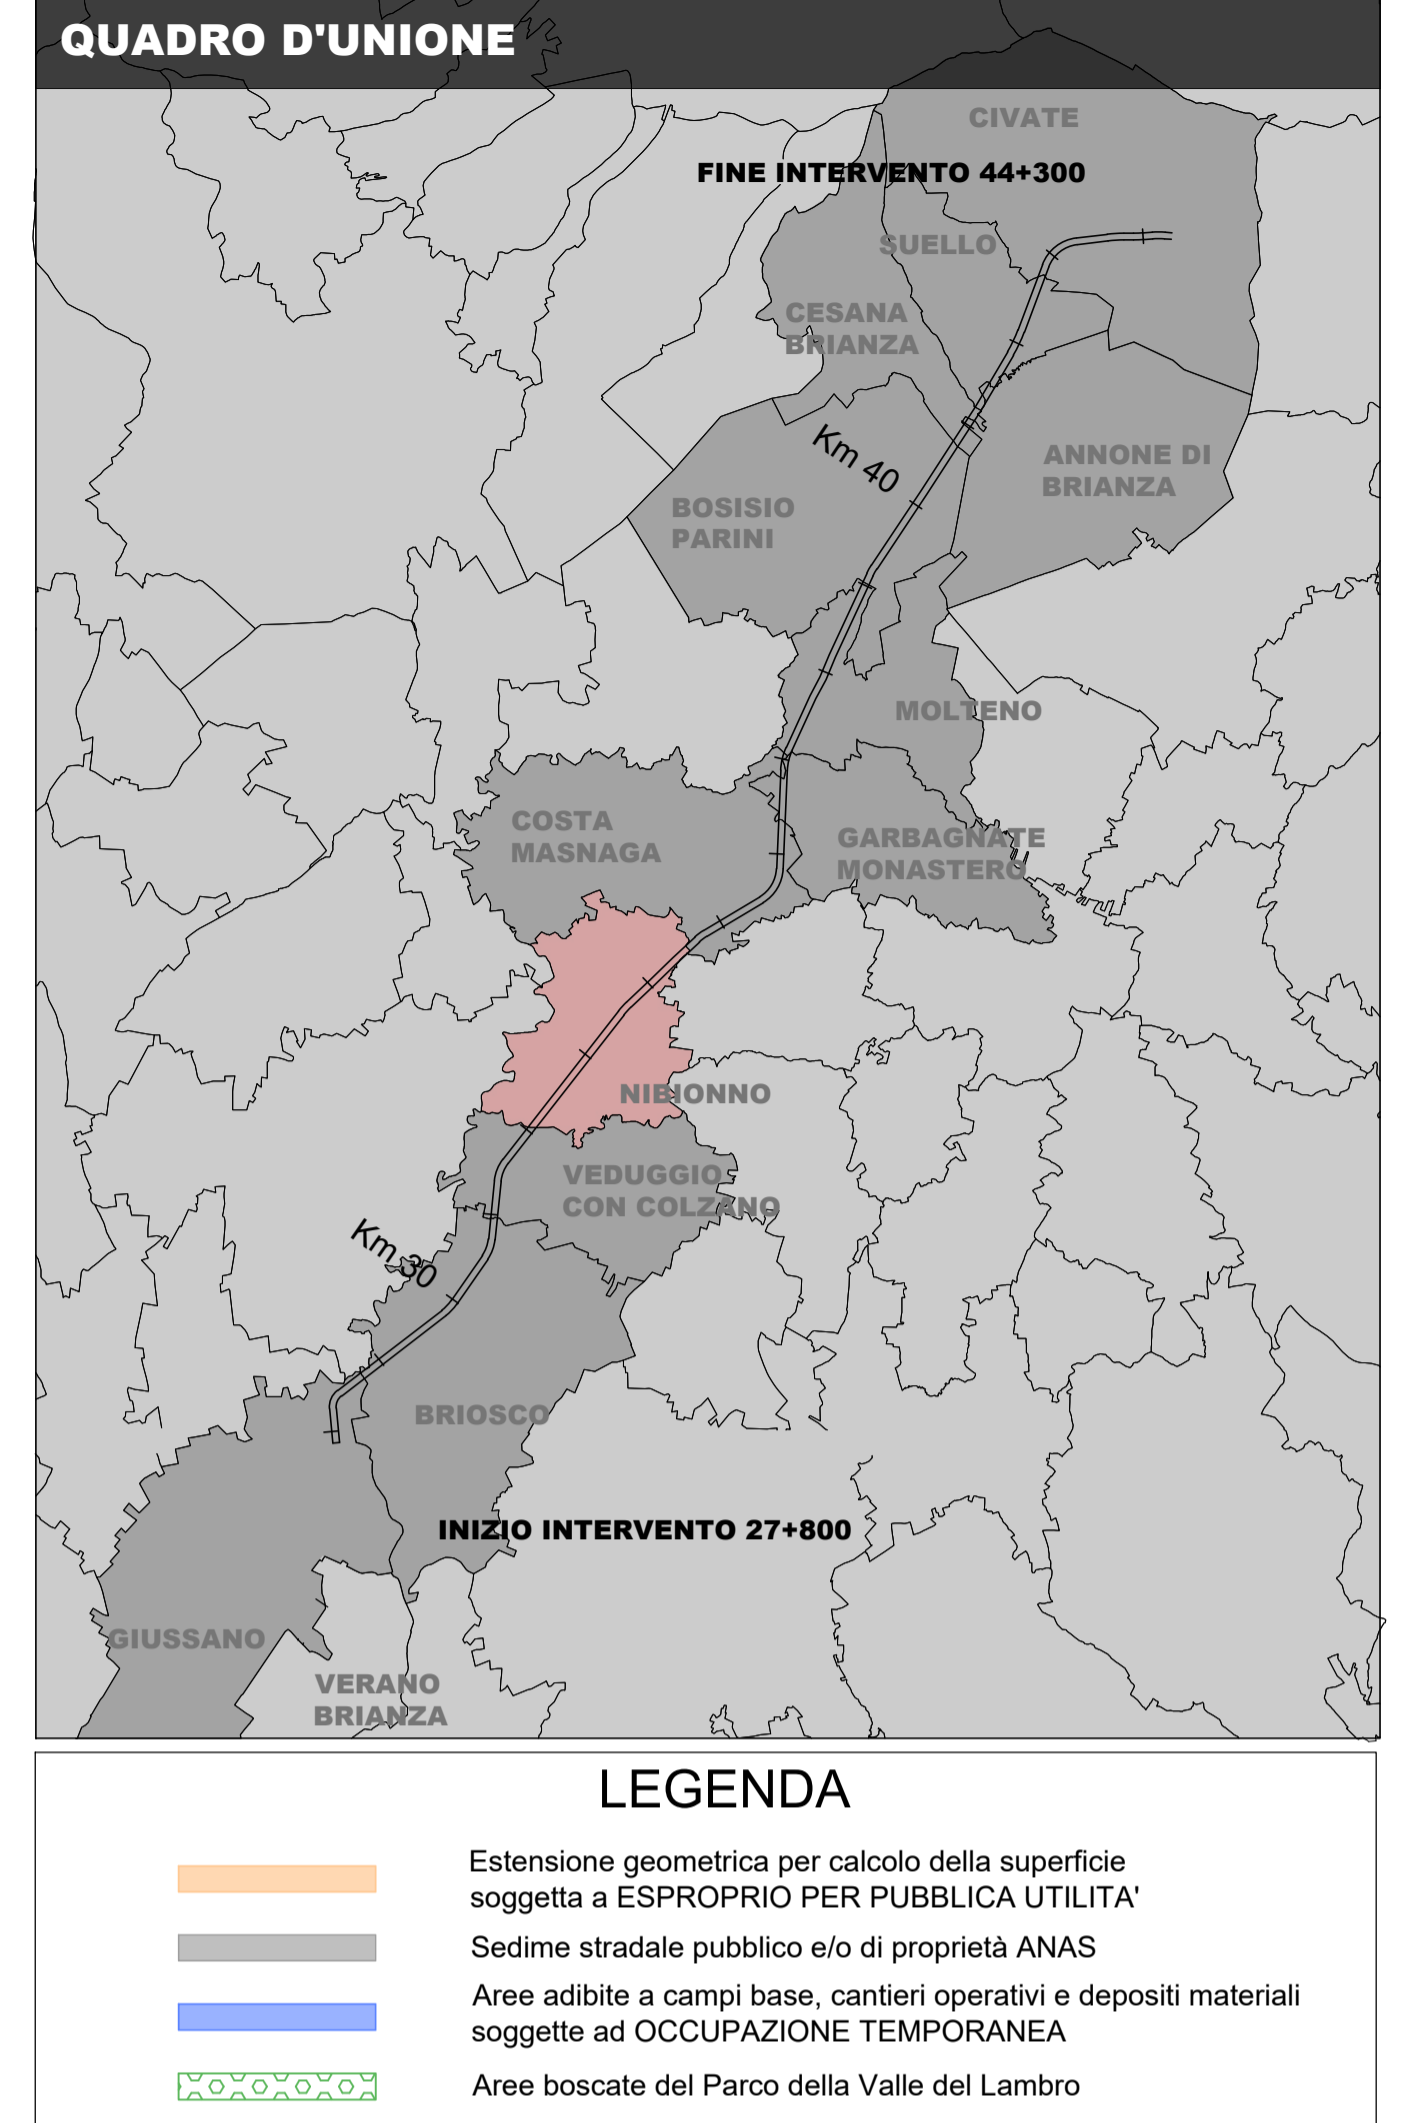 QUADRO D'UNIONE
CIVATE
FINE INTERVENTO 44+300
SUELLO
CESANA
BRIANZA
Km 40
ANNONE DI
BRIANZA
BOSISIO
PARINI
MOLTENO
COSTA
MASNAGA
GARBAGNATE
MONASTERO
NIBIONNO
VEDUGGIO
CON COLZANO
Km 30
BRIOSCO
INIZIO INTERVENTO 27+800
GIUSSANO
VERANO
BRIANZA
LEGENDA
Estensione geometrica per calcolo della superficie
soggetta a ESPROPRIO PER PUBBLICA UTILITA'
Sedime stradale pubblico e/o di proprietà ANAS
Aree adibite a campi base, cantieri operativi e depositi materiali
soggette ad OCCUPAZIONE TEMPORANEA
Aree boscate del Parco della Valle del Lambro